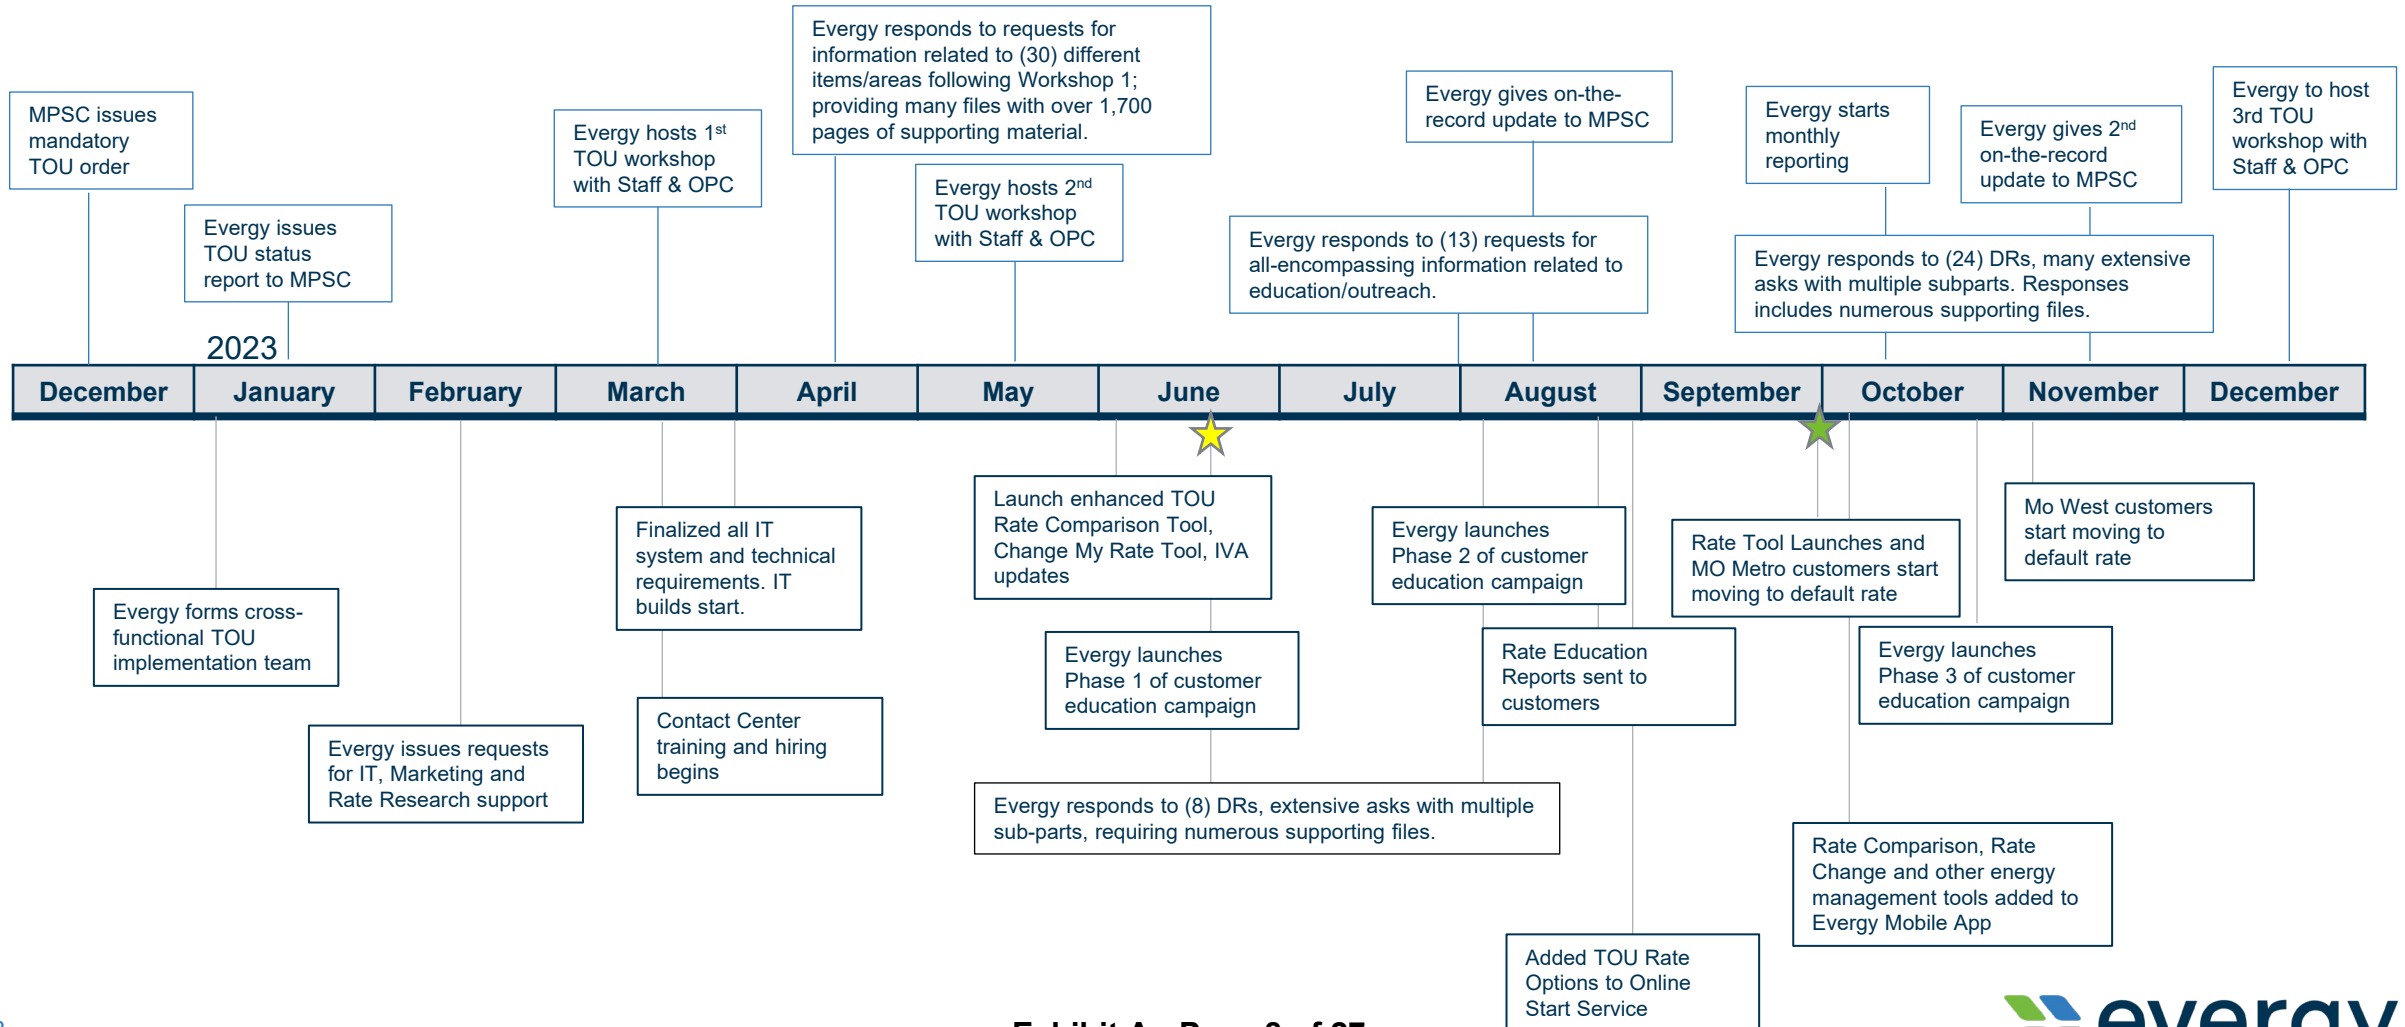 MPSC issues
mandatory
TOU order
Evergy issues
TOU status
report to MPSC
Evergy hosts 1st
TOU workshop
with Staff & OPC
Evergy responds to requests for
information related to (30) different
items/areas following Workshop 1;
providing many files with over 1,700
pages of supporting material.
Evergy hosts 2nd
TOU workshop
with Staff & OPC
Evergy gives on-the-
record update to MPSC
Evergy responds to (13) requests for
all-encompassing information related to
education/outreach.
Evergy starts
monthly
reporting
Evergy gives 2nd
on-the-record
update to MPSC
Evergy responds to (24) DRs, many extensive
asks with multiple subparts. Responses
includes numerous supporting files.
Evergy to host
3rd TOU
workshop with
Staff & OPC
2023
December January February March April May June July August September October November December
Evergy forms cross-
functional TOU
implementation team
Evergy issues requests
for IT, Marketing and
Rate Research support
Finalized all IT
system and technical
requirements. IT
builds start.
Contact Center
training and hiring
begins
Launch enhanced TOU
Rate Comparison Tool,
Change My Rate Tool, IVA
updates
Evergy launches
Phase 1 of customer
education campaign
Evergy responds to (8) DRs, extensive asks with multiple
sub-parts, requiring numerous supporting files.
Evergy launches
Phase 2 of customer
education campaign
Rate Education
Reports sent to
customers
Added TOU Rate
Options to Online
Start Service
Rate Tool Launches and
MO Metro customers start
moving to default rate
Evergy launches
Phase 3 of customer
education campaign
Rate Comparison, Rate
Change and other energy
management tools added to
Evergy Mobile App
Mo West customers
start moving to
default rate
evergy